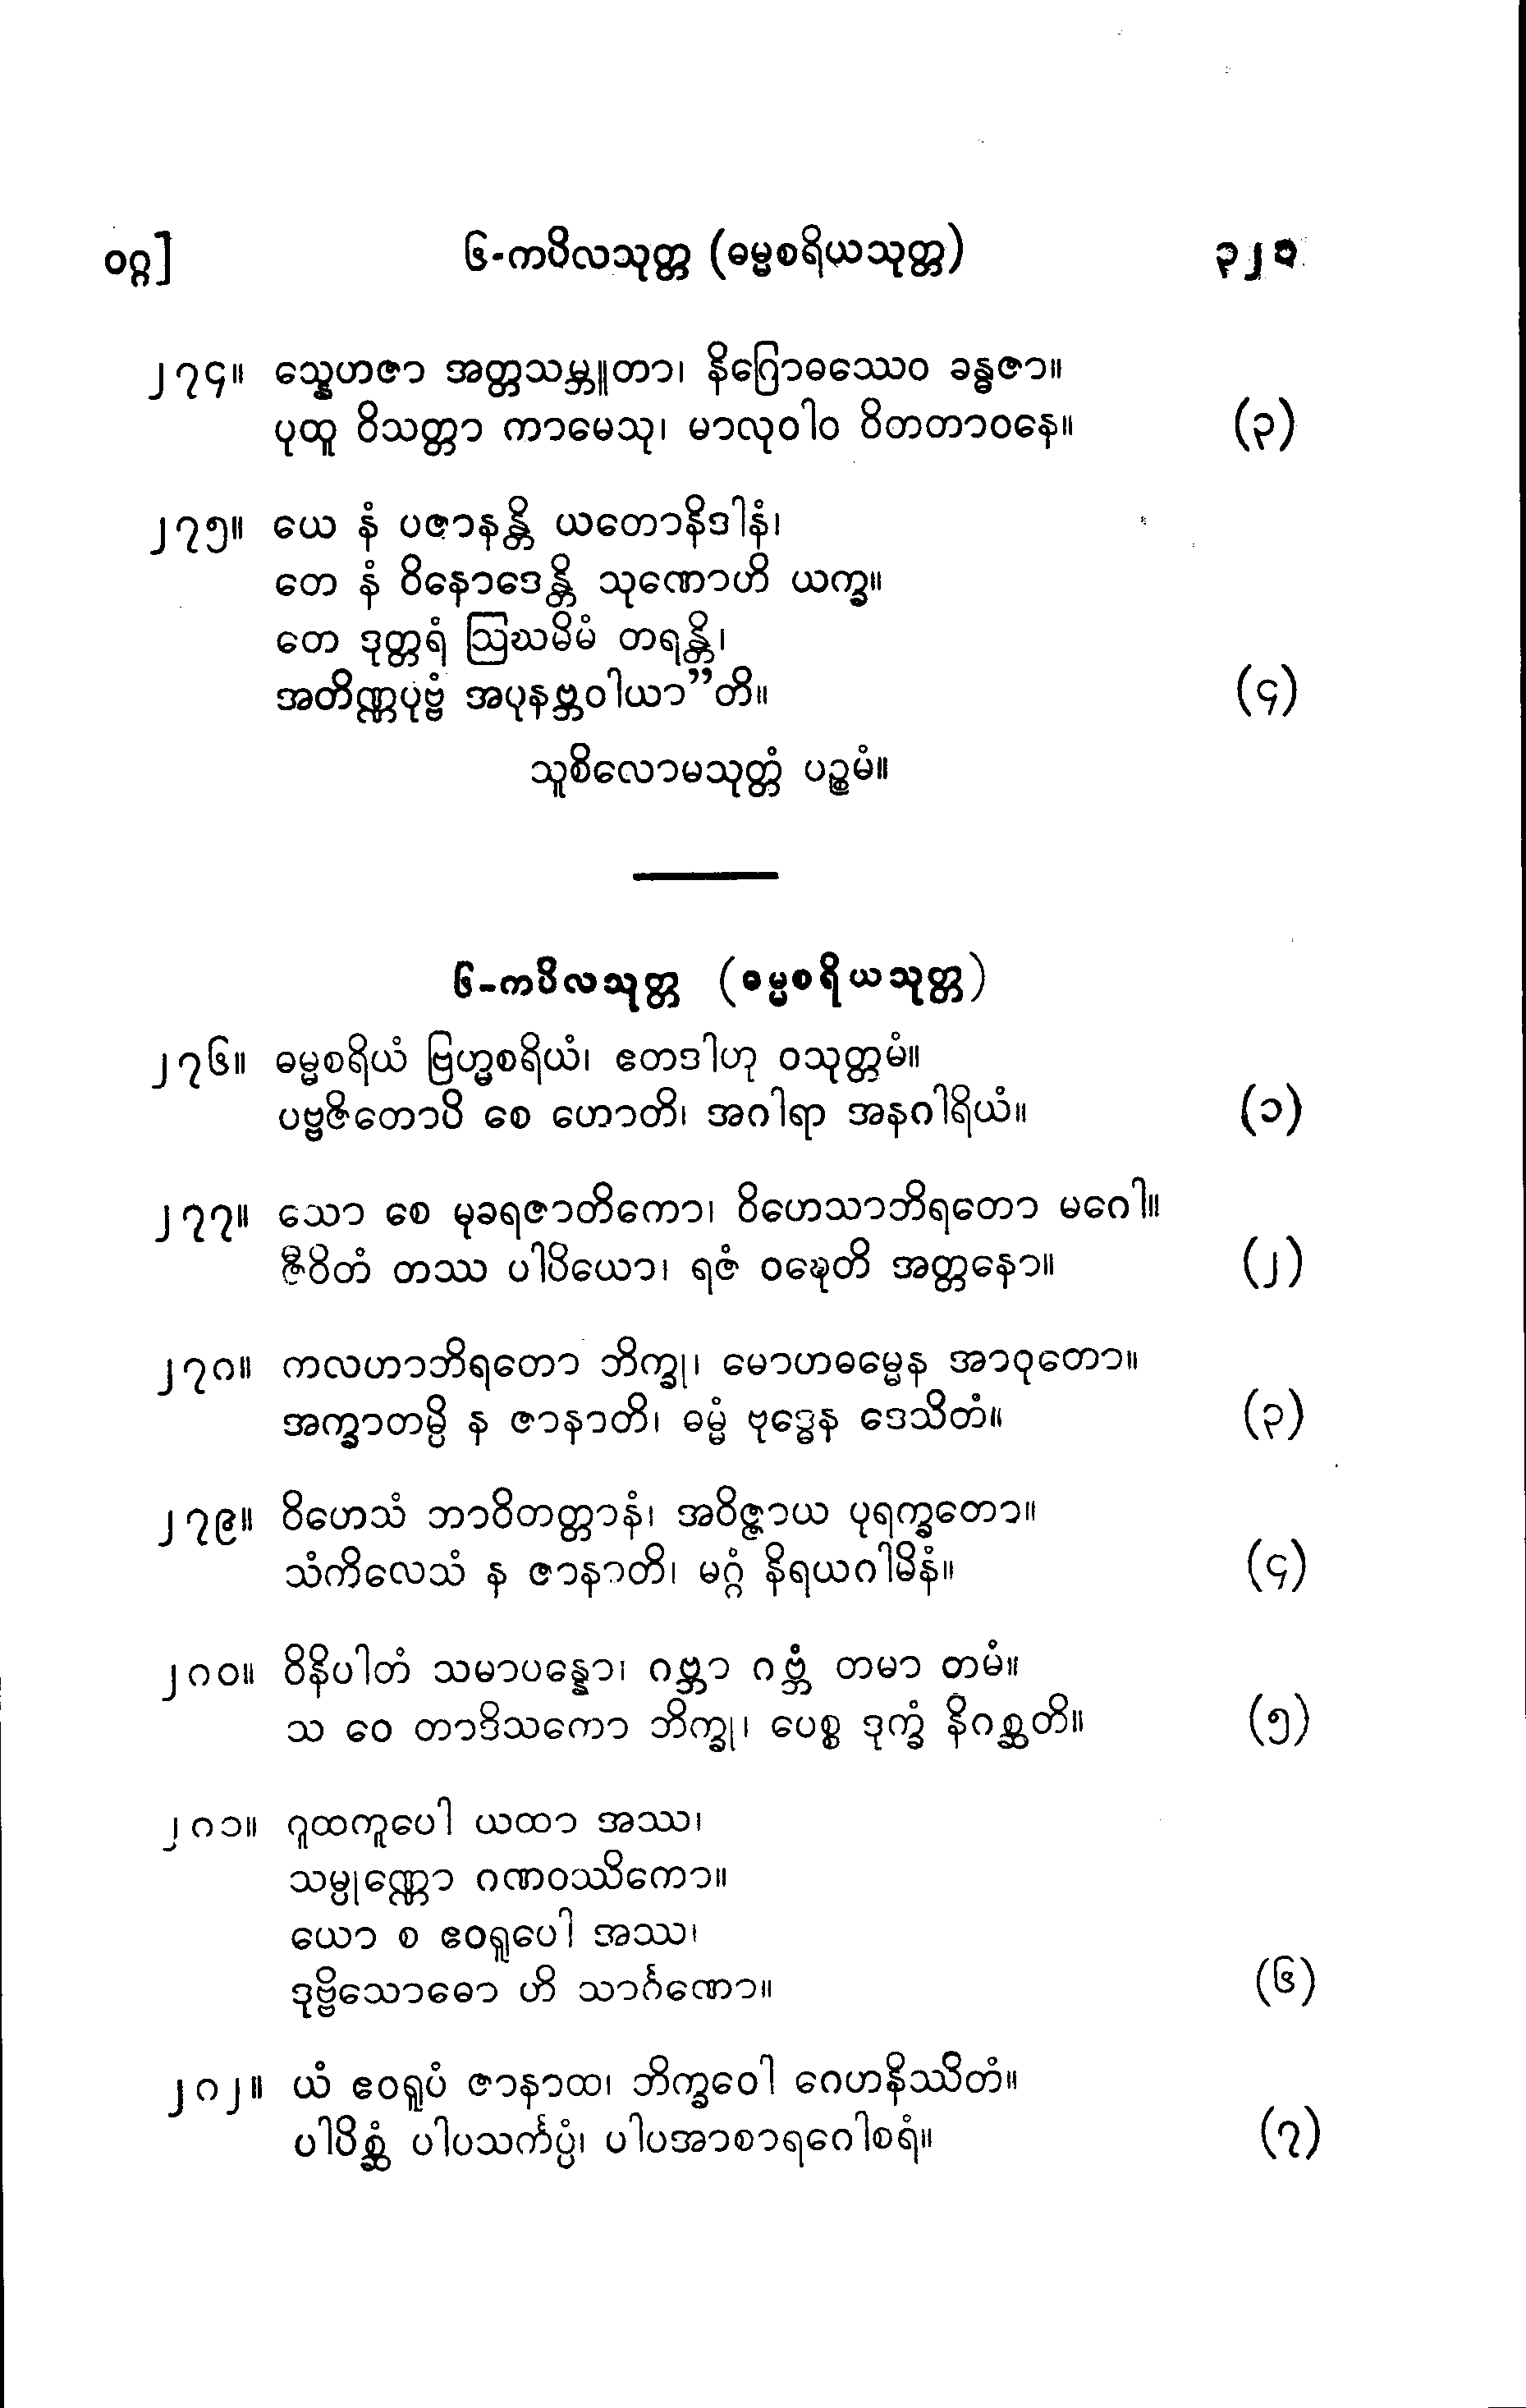 ဝဂ္ဂ] ၆-ကပိလသုတ္တ (ဓမ္မစရိယသုတ္တ) ၃၂၁
၂၇၄။ သ္နေဟဇာ အတ္တသမ္ဘူတာ၊ နိဂြောဓဿေဝ ခန္ဓဇာ။
ပုထူ ဝိသတ္တာ ကာမေသု၊ မာလုဝါဝ ဝိတတာဝနေ။ (၃)
၂၇၅။ ယေ နံ ပဇာနန္တိ ယတောနိဒါနံ၊
တေ နံ ဝိနောဒေန္တိ သုဏောဟိ ယက္ခ။
တေ ဒုတ္တရံ ဩဃမိမံ တရန္တိ၊
အတိဏ္ဏပုဗ္ဗံ အပုနဗ္ဘဝါယာ”တိ။ (၄)
သူစိလောမသုတ္တံ ပဉ္စမံ။
၆-ကပိလသုတ္တ (ဓမ္မစရိယသုတ္တ)
၂၇၆။ ဓမ္မစရိယံ ဗြဟ္မစရိယံ၊ ဧတဒါဟု ဝသုတ္တမံ။
ပဗ္ဗဇိတောပိ စေ ဟောတိ၊ အဂါရာ အနဂါရိယံ။ (၁)
၂၇၇။ သော စေ မုခရဇာတိကော၊ ဝိဟေသာဘိရတော မဂေါ။
ဇီဝိတံ တဿ ပါပိယော၊ ရဇံ ဝဍ္ဎေတိ အတ္တနော။ (၂)
၂၇၈။ ကလဟာဘိရတော ဘိက္ခု၊ မောဟဓမ္မေန အာဝုတော။
အက္ခာတမ္ပိ န ဇာနာတိ၊ ဓမ္မံ ဗုဒ္ဓေန ဒေသိတံ။ (၃)
၂၇၉။ ဝိဟေသံ ဘာဝိတတ္တာနံ၊ အဝိဇ္ဇာယ ပုရက္ခတော။
သံကိလေသံ န ဇာနာတိ၊ မဂ္ဂံ နိရယဂါမိနံ။ (၄)
၂၈၀။ ဝိနိပါတံ သမာပန္နော၊ ဂဗ္ဘာ ဂဗ္ဘံ တမာ တမံ။
သ ဝေ တာဒိသကော ဘိက္ခု၊ ပေစ္စ ဒုက္ခံ နိဂစ္ဆတိ။ (၅)
၂၈၁။ ဂူထကူပေါ ယထာ အဿ၊
သမ္ပုဏ္ဏော ဂဏဝဿိကော။
ယော စ ဧဝရူပေါ အဿ၊
ဒုဗ္ဗိသောဓော ဟိ သာင်္ဂဏော။ (၆)
၂၈၂။ ယံ ဧဝရူပံ ဇာနာထ၊ ဘိက္ခဝေါ ဂေဟနိဿိတံ။
ပါပိစ္ဆံ ပါပသင်္ကပ္ပံ၊ ပါပအာစာရဂေါစရံ။ (၇)